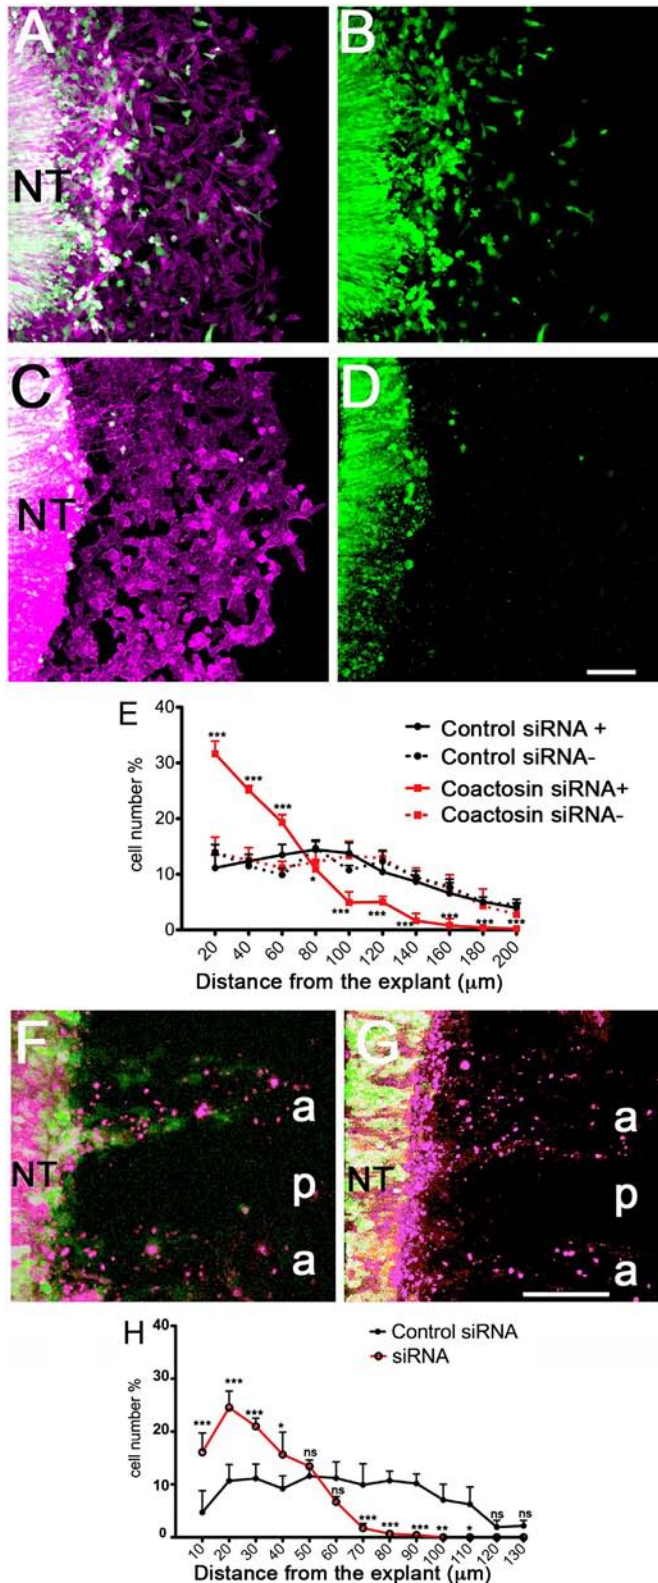 A
B
NT
C
D
NT
E
40
30
20
10
0
cell number %
***
***
***
*
***
***
***
***
***
***
Control siRNA +
Control siRNA-
Coactosin siRNA+
Coactosin siRNA-
20 40 60 80 100 120 140 160 180 200
Distance from the explant (μm)
F
G
NT
a
p
a
NT
a
p
a
H
Control siRNA
siRNA
40
30
20
10
0
cell number %
***
***
***
*
ns
ns
***
***
***
**
*
ns
ns
10 20 30 40 50 60 70 80 90 100 110 120 130
Distance from the explant (μm)